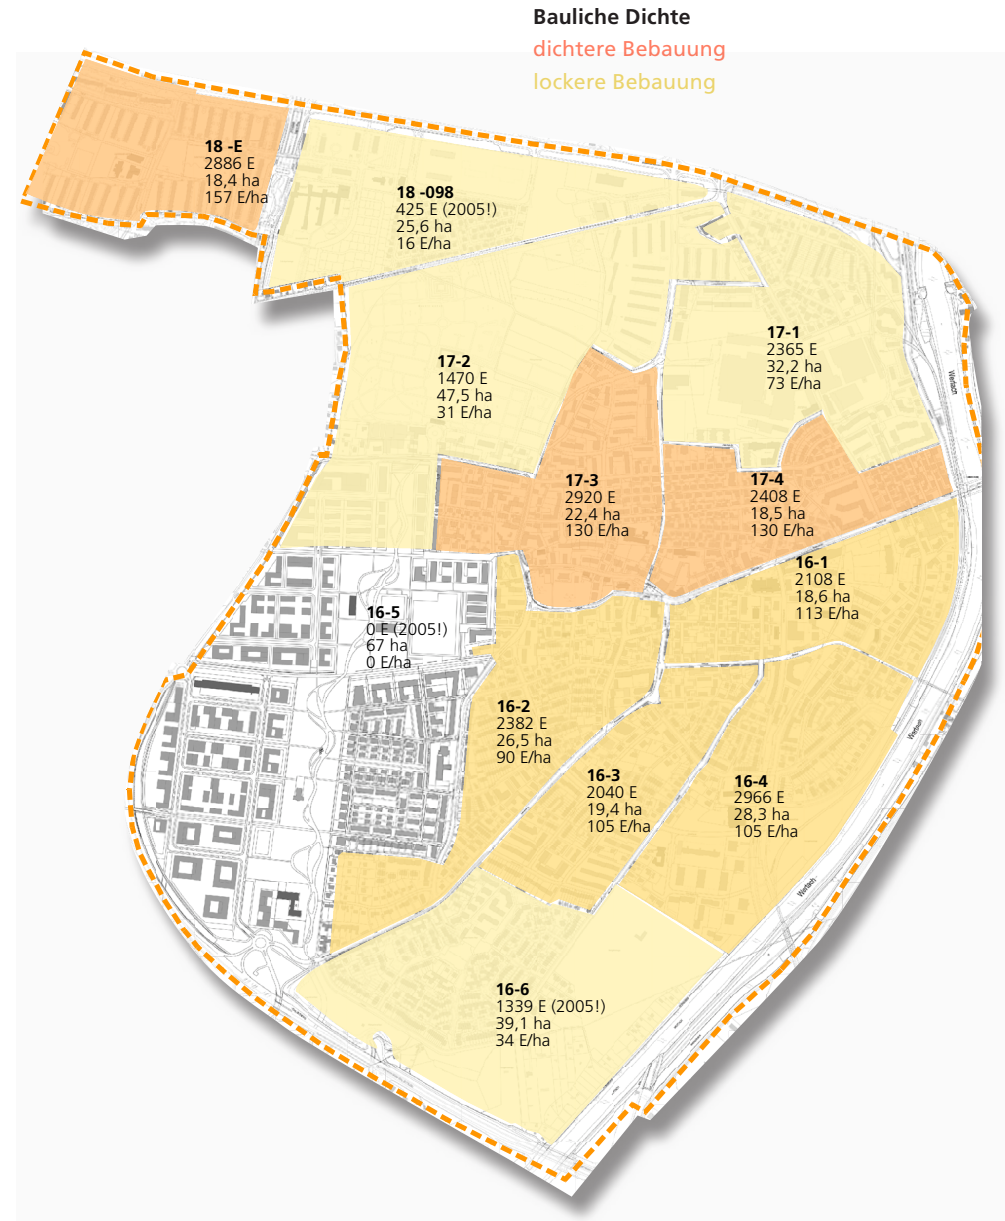 Bauliche Dichte
dichtere Bebauung
lockere Bebauung
18 -E
2886 E
18,4 ha
157 E/ha
18 -098
425 E (2005!)
25,6 ha
16 E/ha
17-1
2365 E
32,2 ha
73 E/ha
17-2
1470 E
47,5 ha
31 E/ha
Wertach
17-3
2920 E
22,4 ha
130 E/ha
17-4
2408 E
18,5 ha
130 E/ha
16-1
2108 E
18,6 ha
113 E/ha
16-5
0 E (2005!)
67 ha
0 E/ha
16-2
2382 E
26,5 ha
90 E/ha
Wertach
16-3
2040 E
19,4 ha
105 E/ha
16-4
2966 E
28,3 ha
105 E/ha
Wertach
16-6
1339 E (2005!)
39,1 ha
34 E/ha